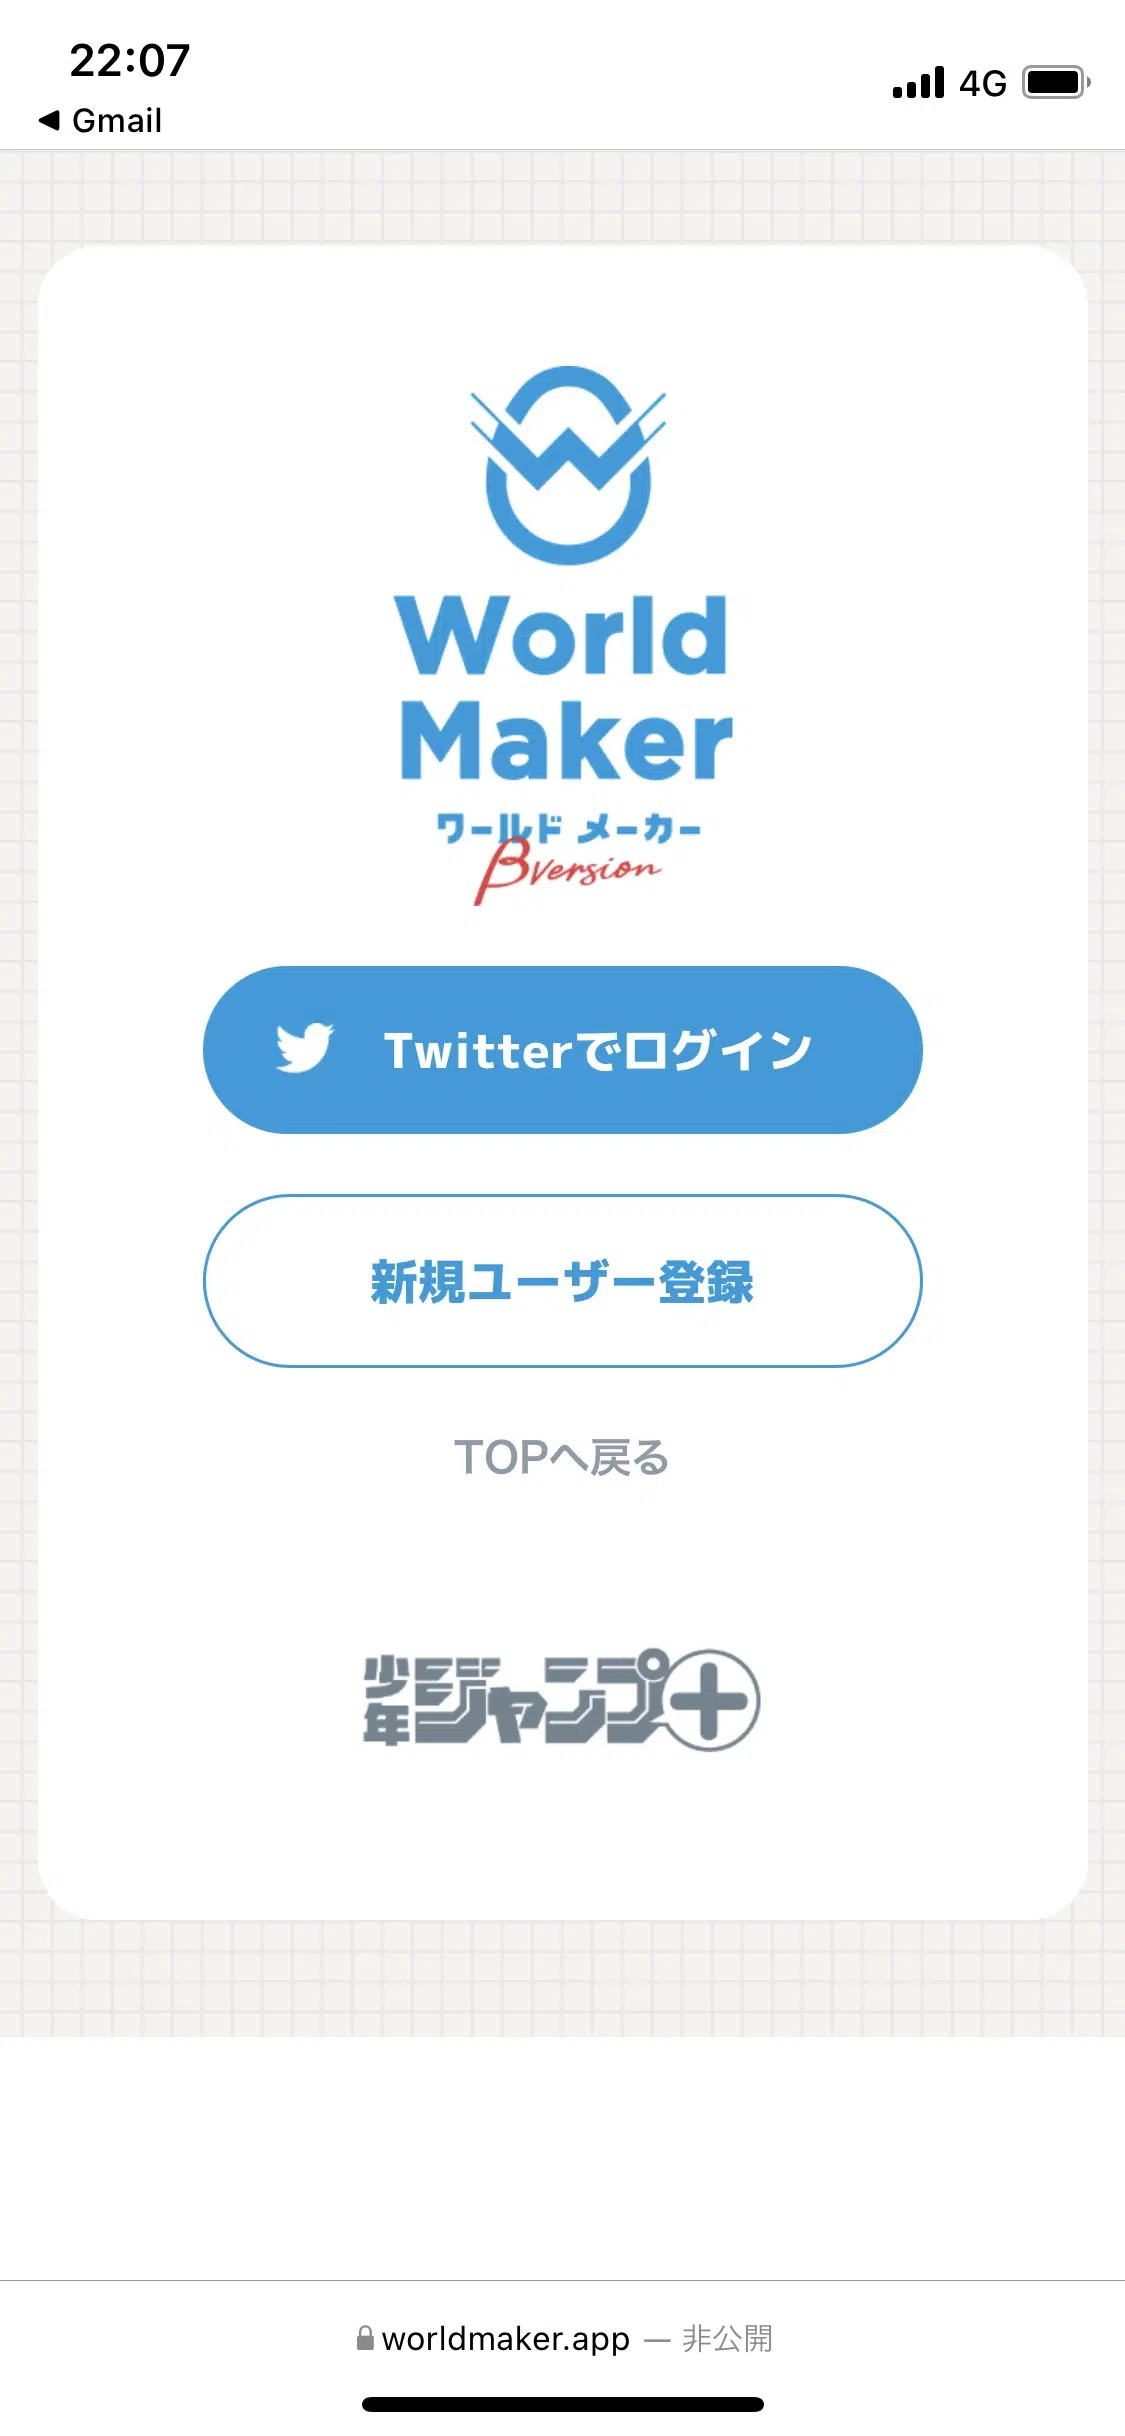 22:07
4G
◀ Gmail
World
Maker
ワールド メーカー
βversion
Twitterでログイン
新規ユーザー登録
TOPへ戻る
少年ジャンプ+
worldmaker.app — 非公開